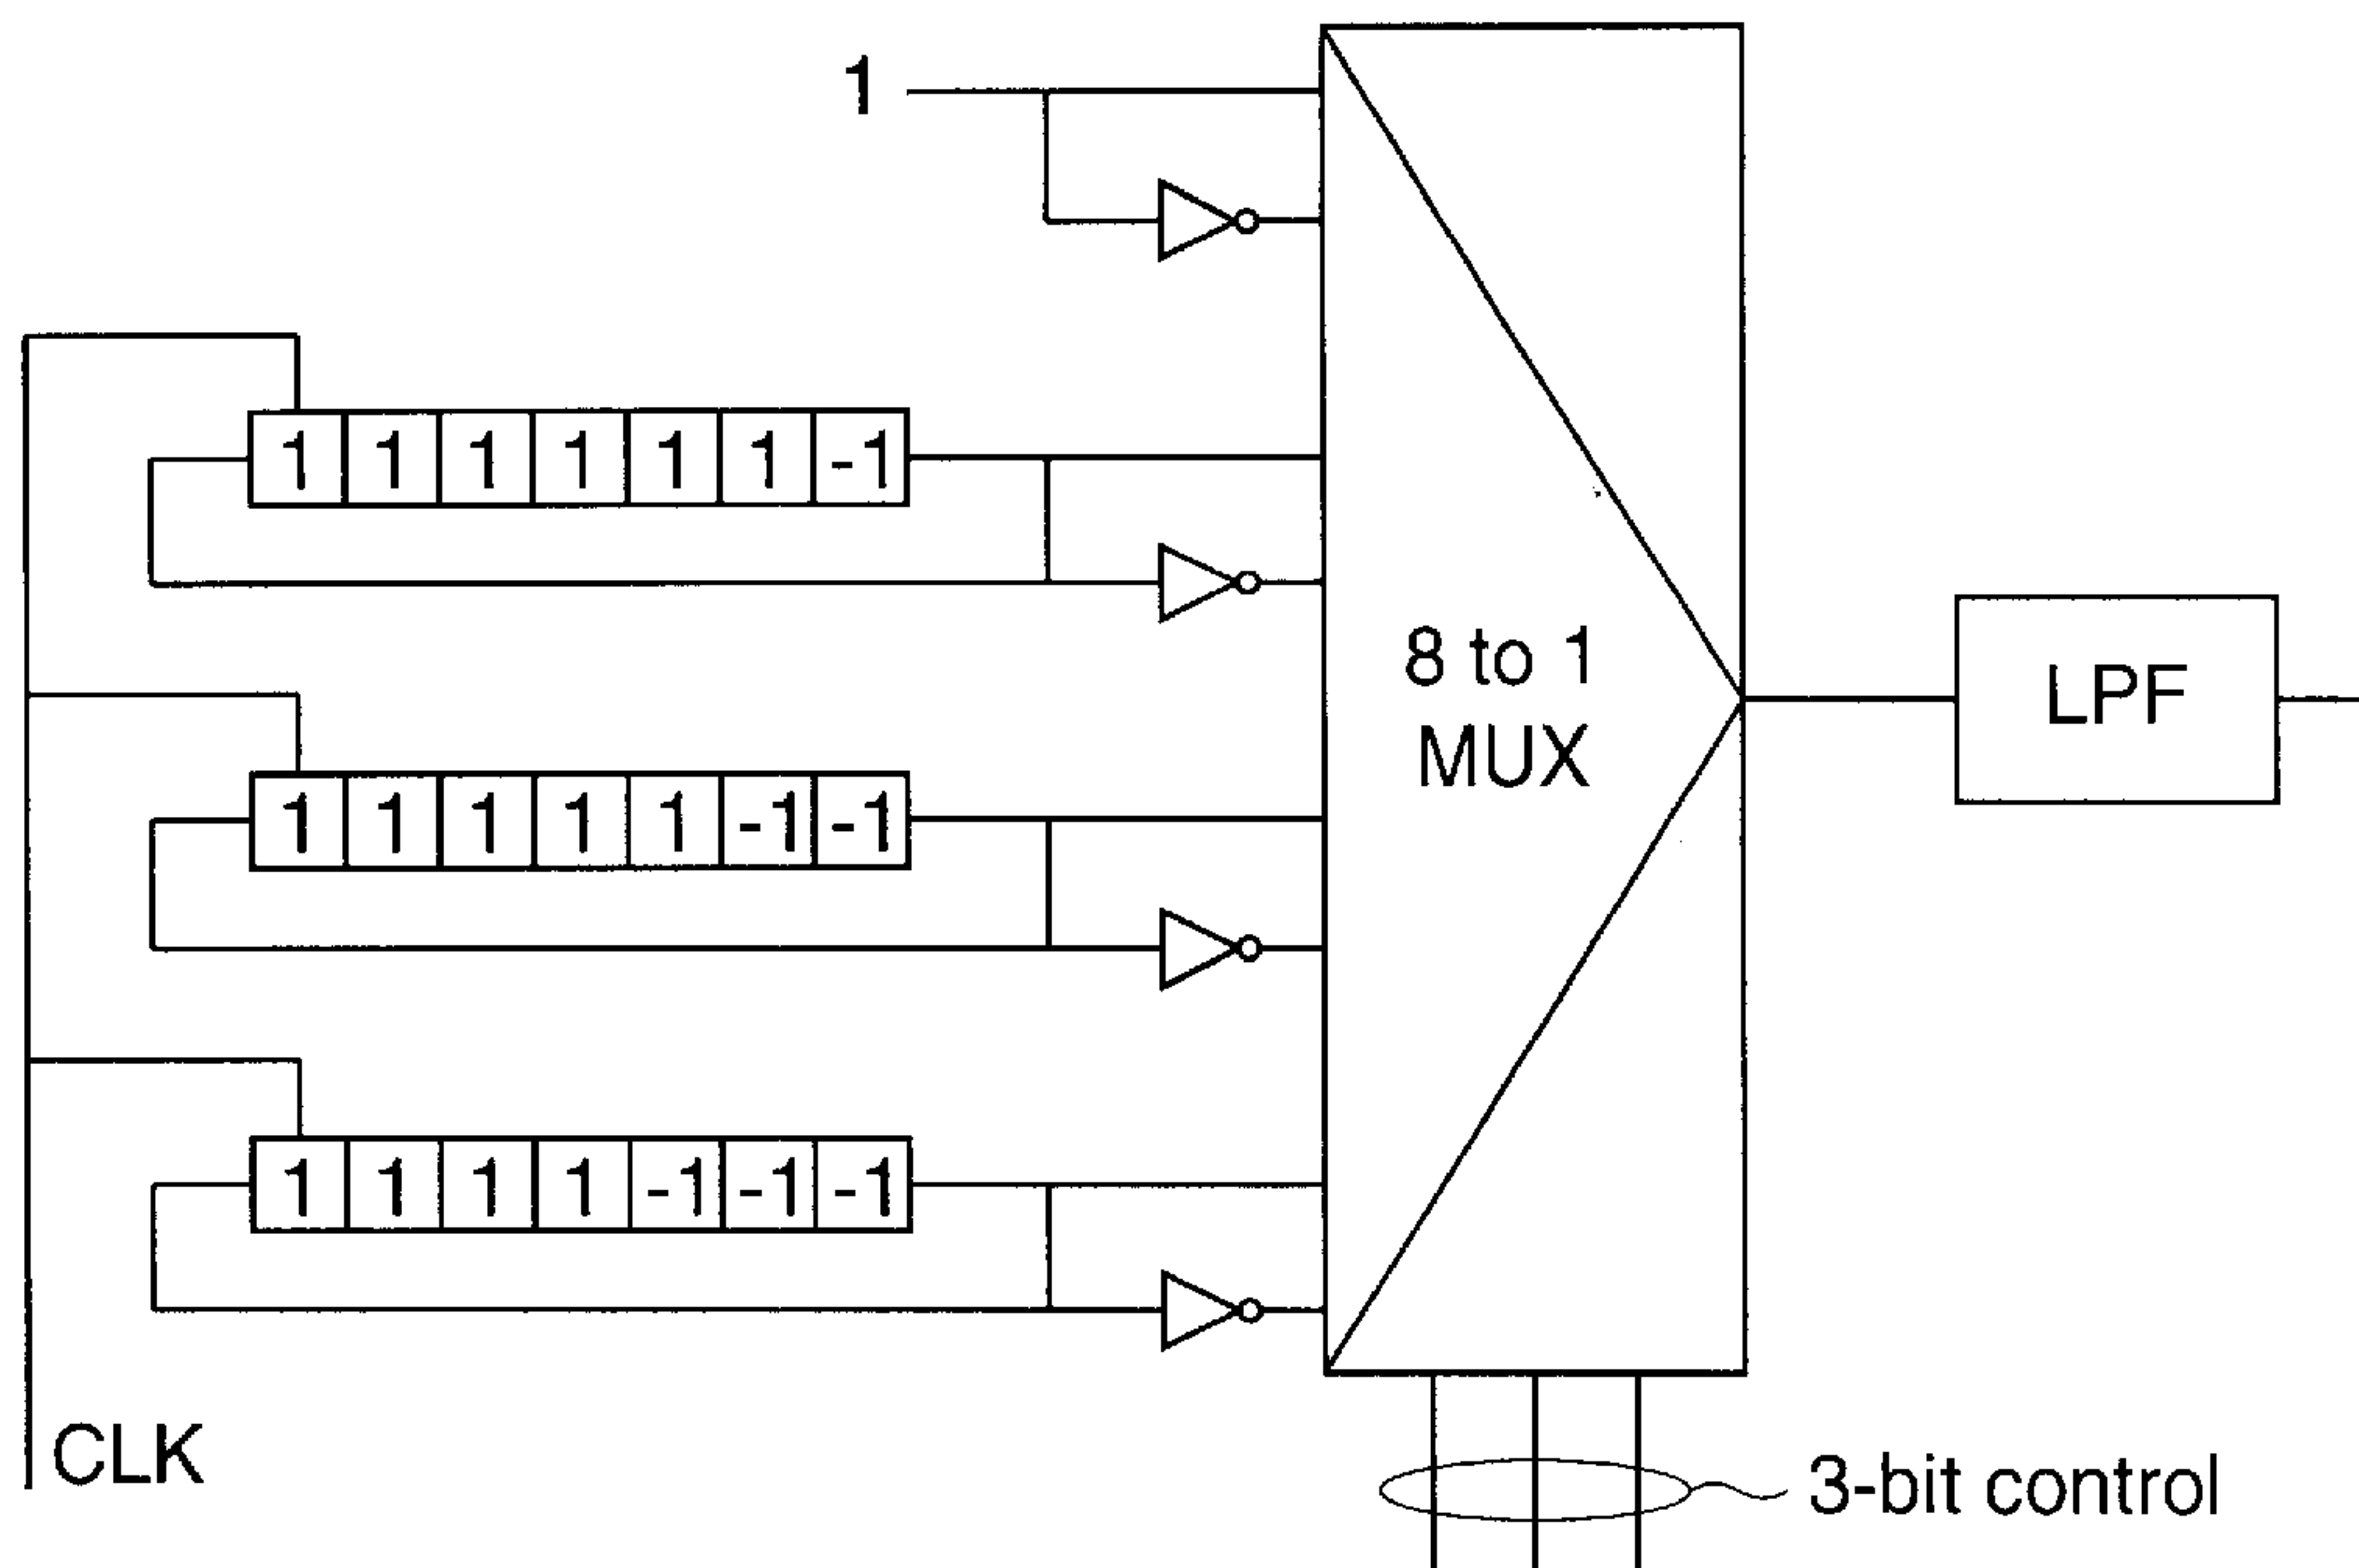 1
1 1 1 1 1 1 -1
8 to 1
MUX
LPF
1 1 1 1 1 -1 -1
1 1 1 1 -1 -1 -1
CLK
3-bit control